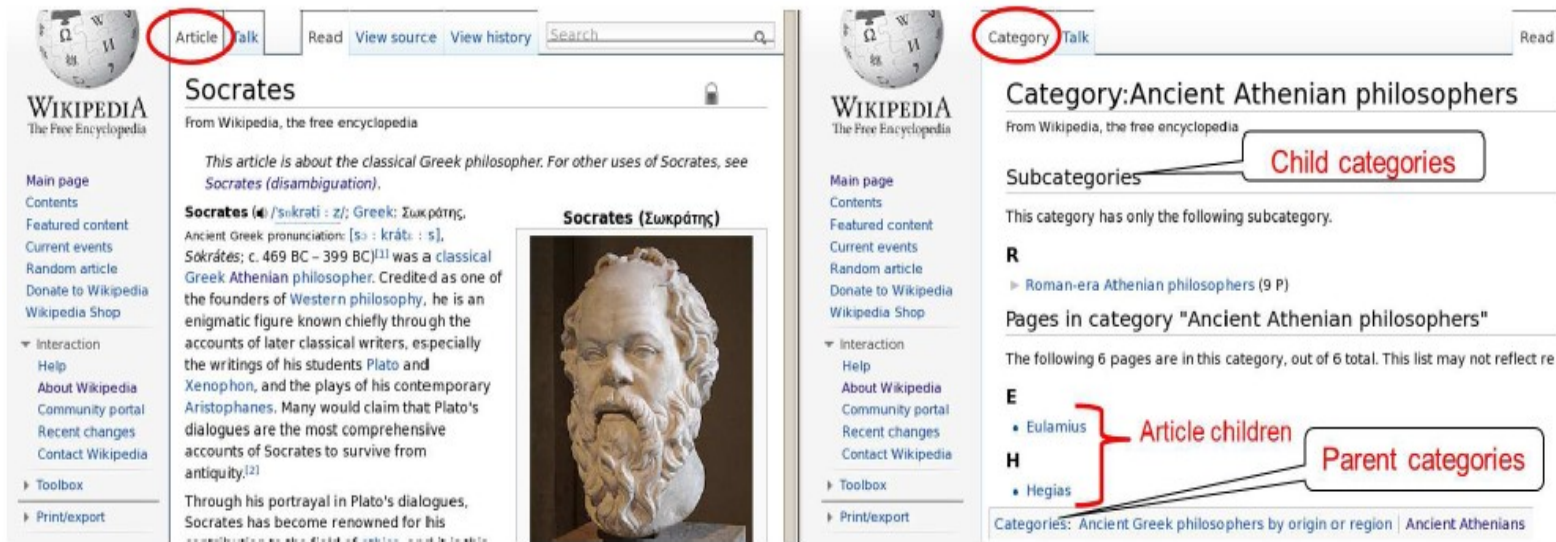 Article Talk Read View source View history Search
WIKIPEDIA
The Free Encyclopedia
Main page
Contents
Featured content
Current events
Random article
Donate to Wikipedia
Wikipedia Shop
Interaction
Help
About Wikipedia
Community portal
Recent changes
Contact Wikipedia
Toolbox
Print/export
Socrates
From Wikipedia, the free encyclopedia
This article is about the classical Greek philosopher. For other uses of Socrates, see
Socrates (disambiguation).
Socrates (Greek: Σωκράτης,
Ancient Greek pronunciation:
Sōkrátēs; c. 469 BC – 399 BC)[1] was a classical
Greek Athenian philosopher. Credited as one of
the founders of Western philosophy, he is an
enigmatic figure known chiefly through the
accounts of later classical writers, especially
the writings of his students Plato and
Xenophon, and the plays of his contemporary
Aristophanes. Many would claim that Plato's
dialogues are the most comprehensive
accounts of Socrates to survive from
antiquity.[2]
Through his portrayal in Plato's dialogues,
Socrates has become renowned for his
Socrates (Σωκράτης)
Category Talk Read
WIKIPEDIA
The Free Encyclopedia
Main page
Contents
Featured content
Current events
Random article
Donate to Wikipedia
Wikipedia Shop
Interaction
Help
About Wikipedia
Community portal
Recent changes
Contact Wikipedia
Toolbox
Print/export
Category:Ancient Athenian philosophers
From Wikipedia, the free encyclopedia
Child categories
Subcategories
This category has only the following subcategory.
R
Roman-era Athenian philosophers (9 P)
Pages in category "Ancient Athenian philosophers"
The following 6 pages are in this category, out of 6 total. This list may not reflect re
E
• Eulamius
Article children
H
• Hegias
Parent categories
Categories: Ancient Greek philosophers by origin or region | Ancient Athenians